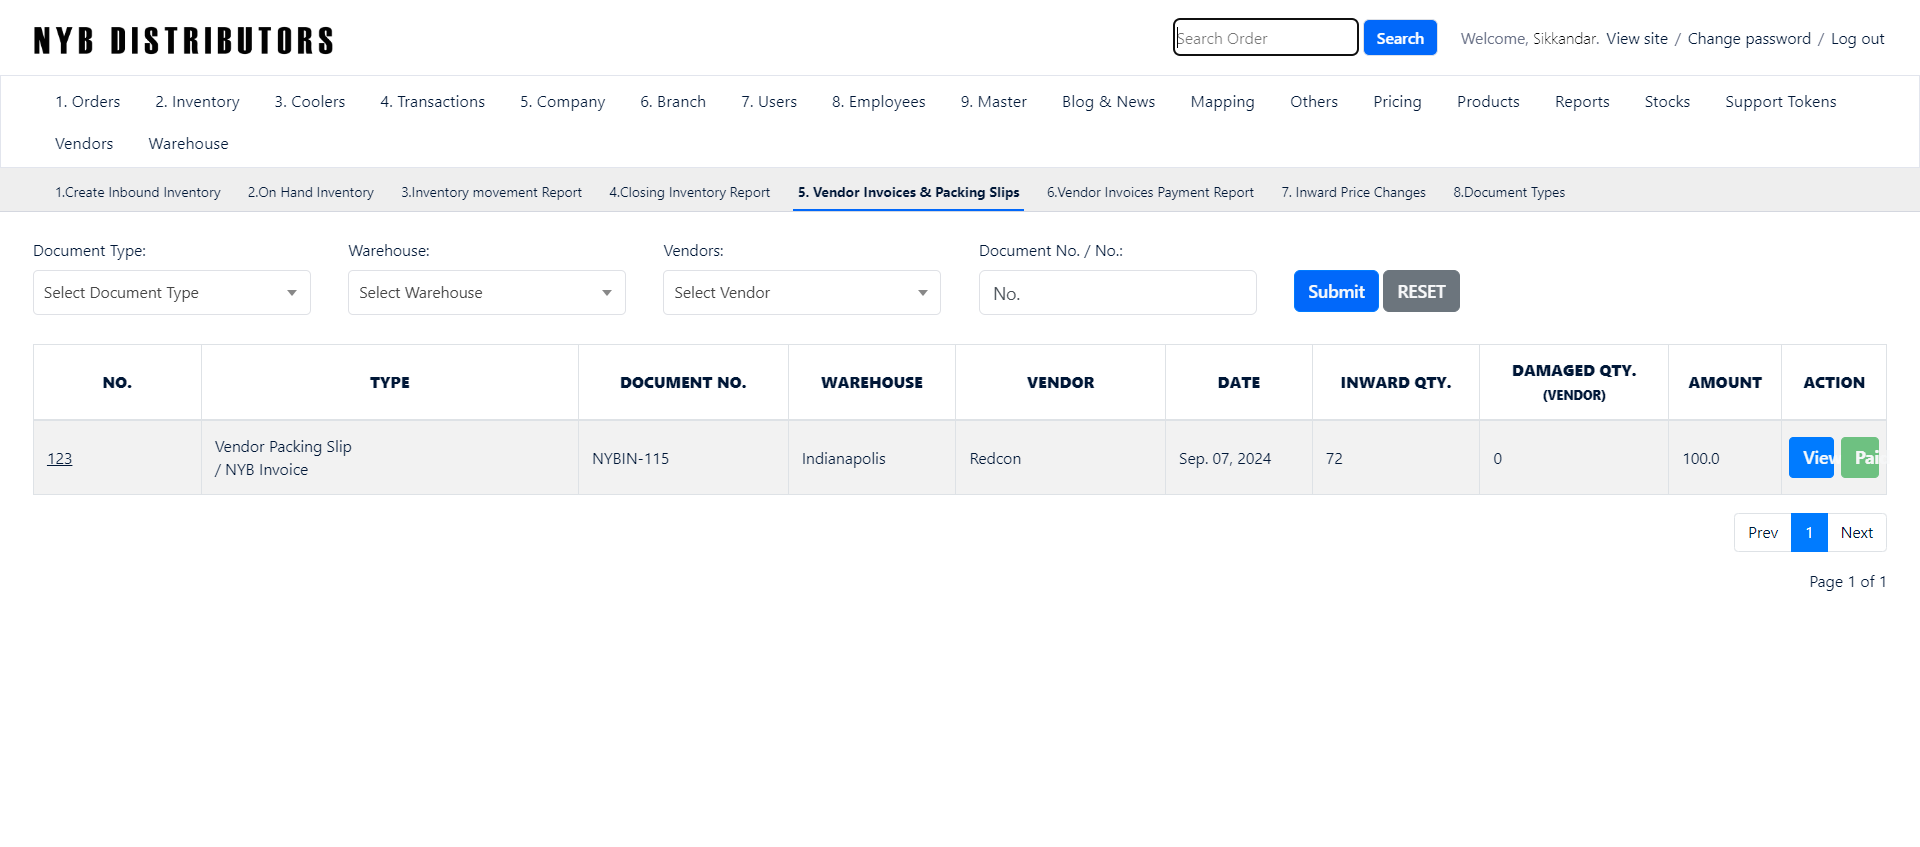 NYB DISTRIBUTORS
Search Order
Search
Welcome, Sikkandar. View site / Change password / Log out
1. Orders 2. Inventory 3. Coolers 4. Transactions 5. Company 6. Branch 7. Users 8. Employees 9. Master Blog & News Mapping Others Pricing Products Reports Stocks Support Tokens
Vendors Warehouse
1.Create Inbound Inventory 2.On Hand Inventory 3.Inventory movement Report 4.Closing Inventory Report 5. Vendor Invoices & Packing Slips 6.Vendor Invoices Payment Report 7. Inward Price Changes 8.Document Types
Document Type: Warehouse: Vendors: Document No. / No.:
Select Document Type Select Warehouse Select Vendor No. Submit RESET
NO. TYPE DOCUMENT NO. WAREHOUSE VENDOR DATE INWARD QTY. DAMAGED QTY. (VENDOR) AMOUNT ACTION
123 Vendor Packing Slip / NYB Invoice NYBIN-115 Indianapolis Redcon Sep. 07, 2024 72 0 100.0 View Pai
Prev 1 Next
Page 1 of 1